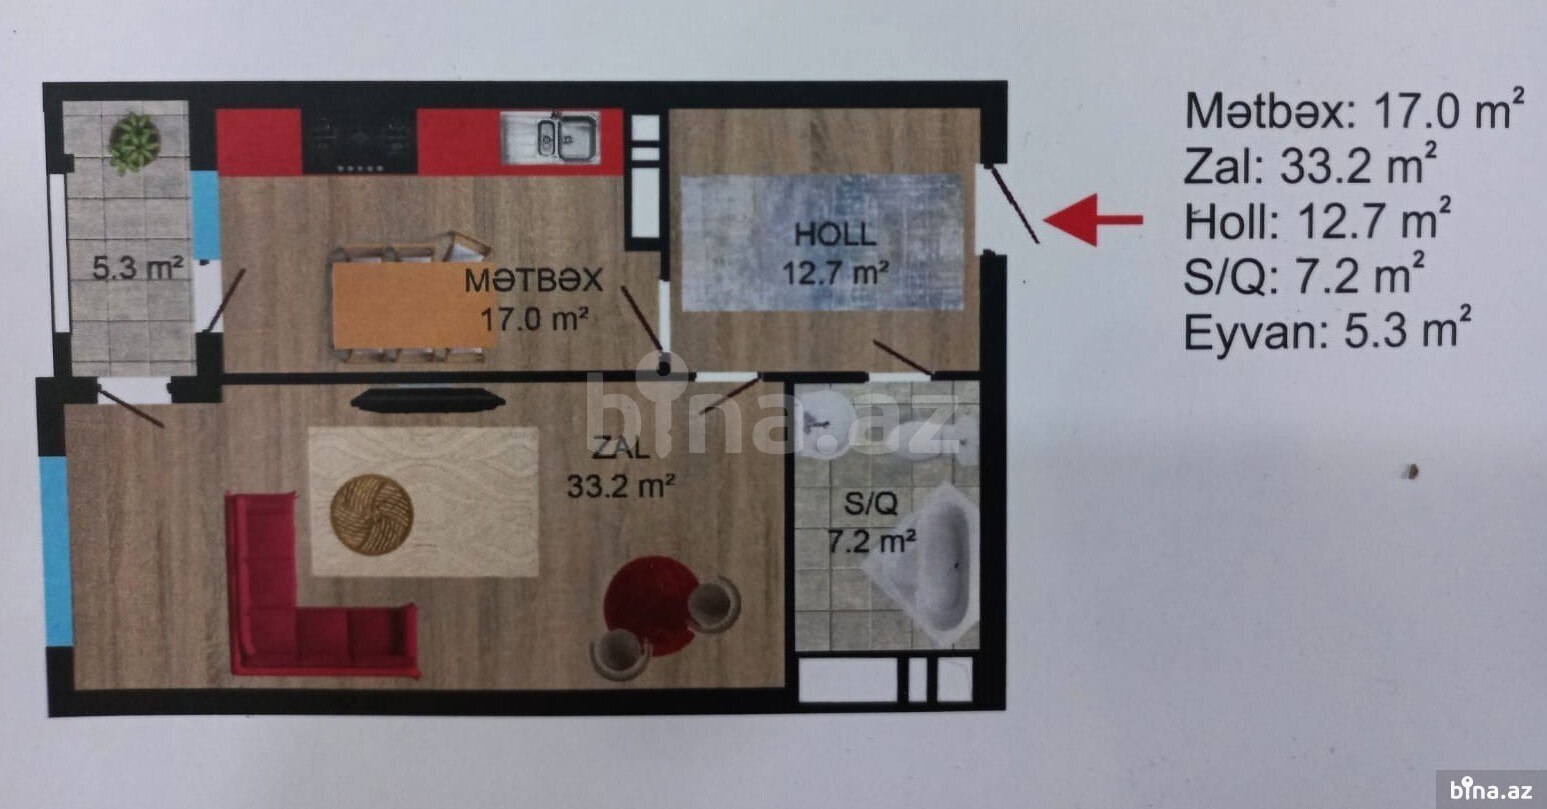 Mətbəx: 17.0 m²
Zal: 33.2 m²
Holl: 12.7 m²
S/Q: 7.2 m²
Eyvan: 5.3 m²
5.3 m²
MƏTBƏX
17.0 m²
HOLL
12.7 m²
ZAL
33.2 m²
S/Q
7.2 m²
bina.az
bina.az